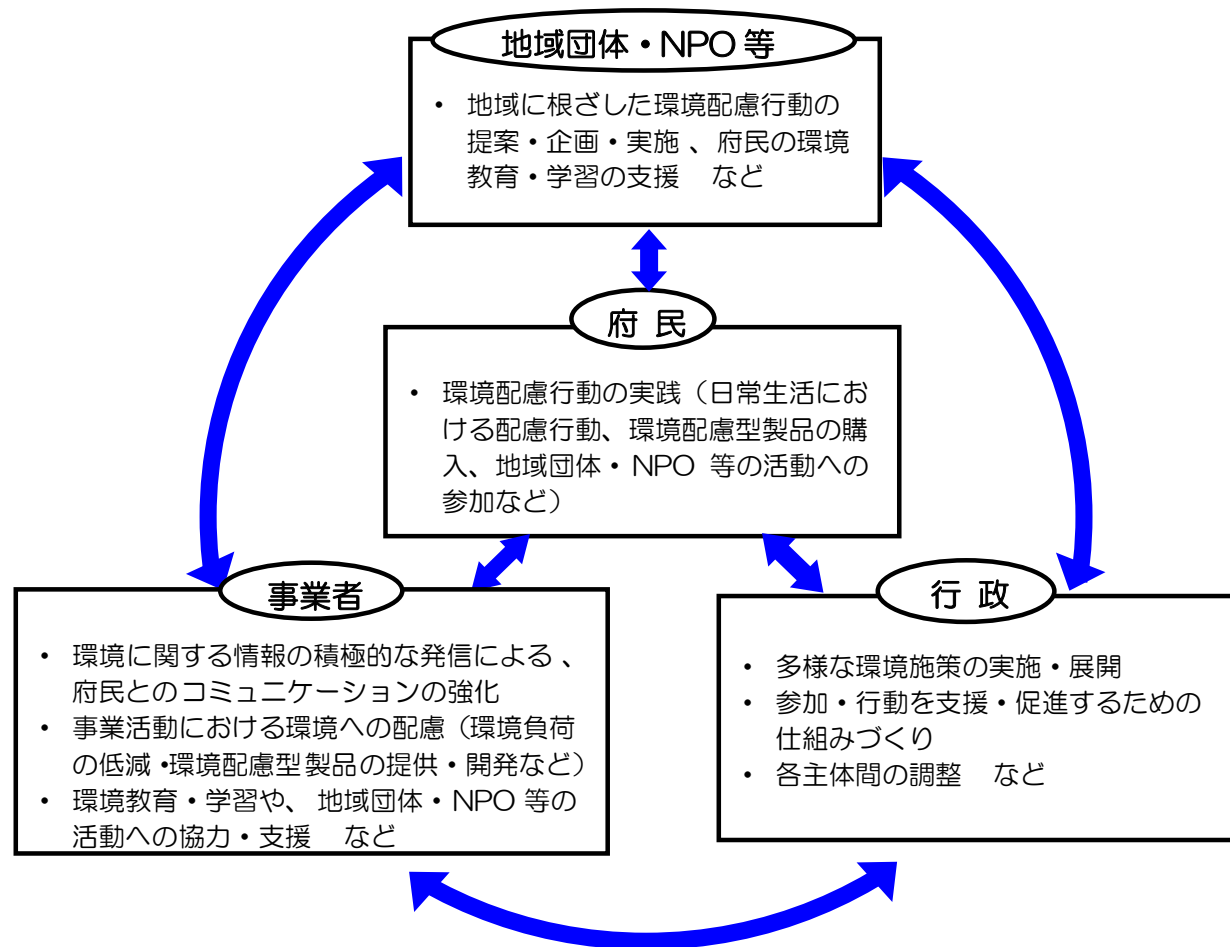 地域団体・NPO 等
• 地域に根ざした環境配慮行動の
提案・企画・実施 、府民の環境
教育・学習の支援　など
府 民
• 環境配慮行動の実践（日常生活にお
ける配慮行動、環境配慮型製品の購
入、地域団体・ NPO 等の活動への
参加など）
事業者
• 環境に関する情報の積極的な発信による 、
府民とのコミュニケーションの強化
• 事業活動における環境への配慮（環境負荷
の低減・環境配慮型製品の提供・開発など）
• 環境教育・学習や、 地域団体・NPO 等の
活動への協力・支援　など
行 政
• 多様な環境施策の実施・展開
• 参加・行動を支援・促進するための
仕組みづくり
• 各主体間の調整　など